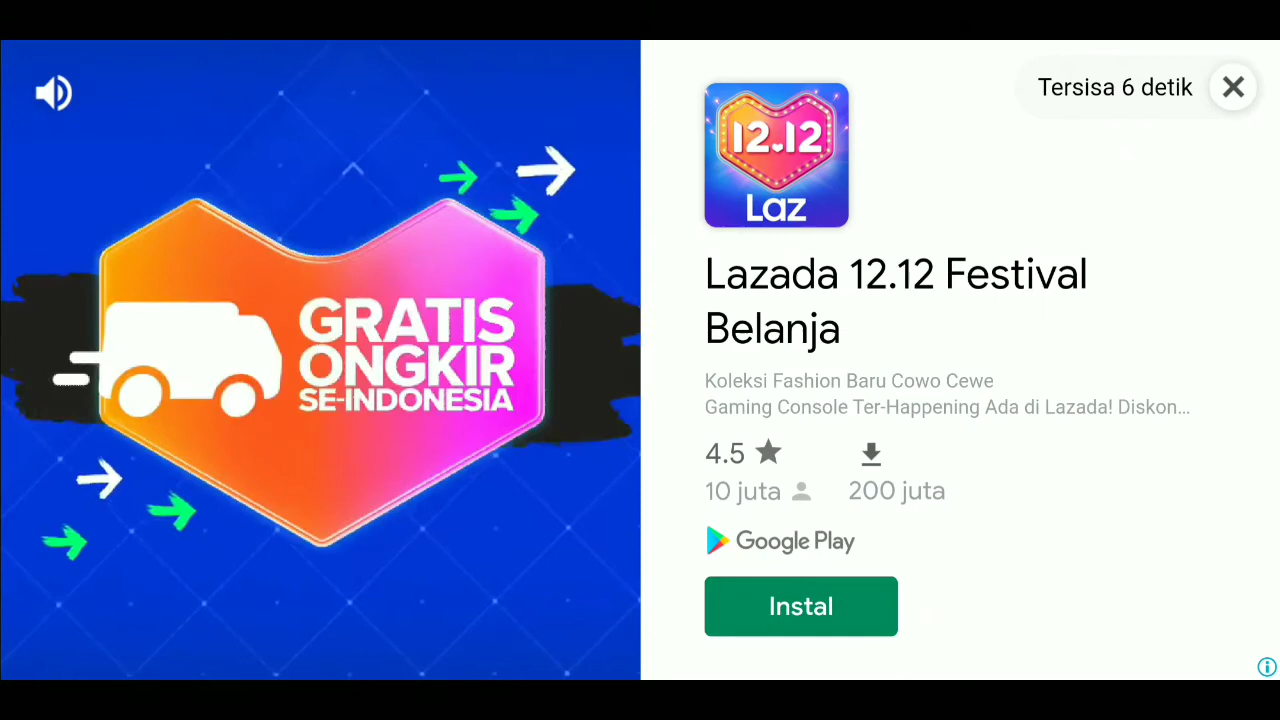 GRATIS
ONGKIR
SE-INDONESIA
Tersisa 6 detik
12.12
Laz
Lazada 12.12 Festival
Belanja
Koleksi Fashion Baru Cowo Cewe
Gaming Console Ter-Happening Ada di Lazada! Diskon...
4.5
10 juta
200 juta
Google Play
Instal